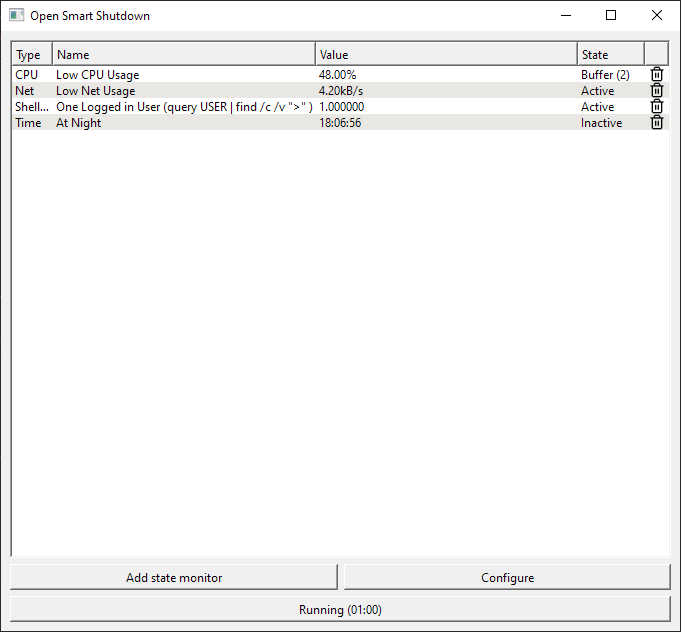 Open Smart Shutdown
Type Name Value State
CPU Low CPU Usage 48.00% Buffer (2)
Net Low Net Usage 4.20kB/s Active
Shell... One Logged in User (query USER | find /c /v ">" ) 1.000000 Active
Time At Night 18:06:56 Inactive
Add state monitor Configure
Running (01:00)